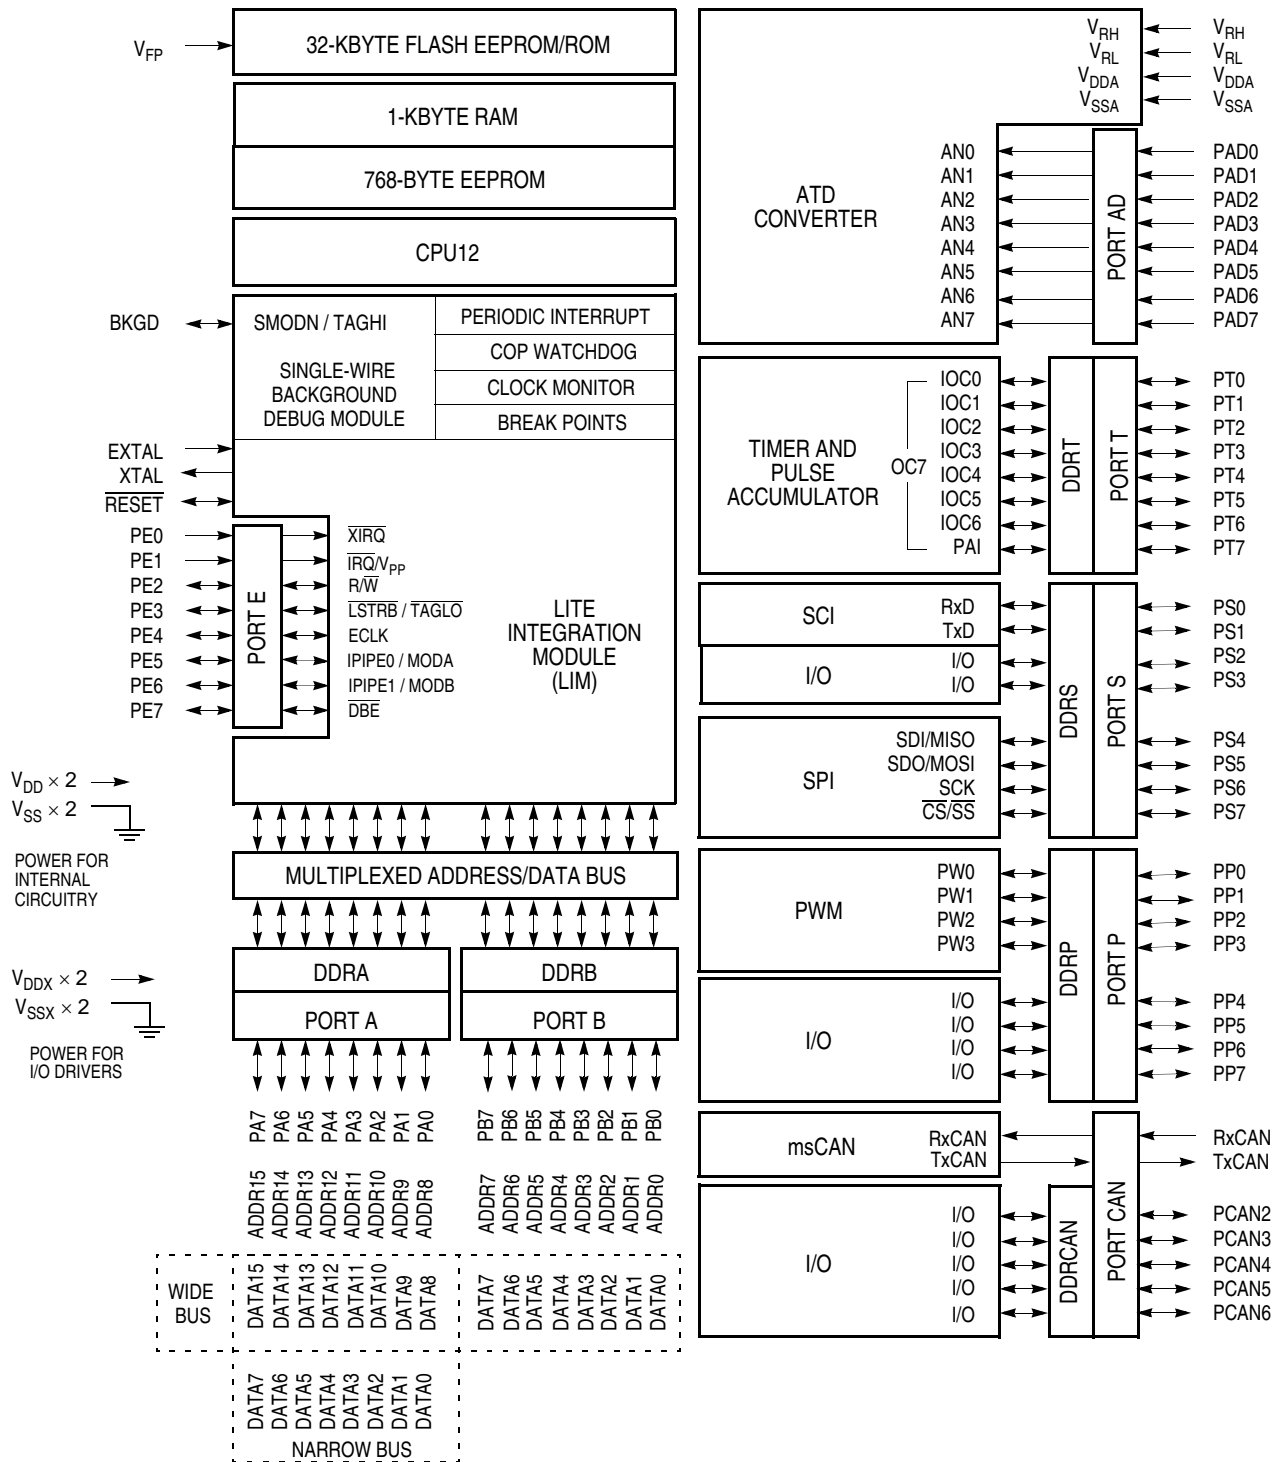 VFP
32-KBYTE FLASH EEPROM/ROM
1-KBYTE RAM
768-BYTE EEPROM
CPU12
BKGD
SMODN / TAGHI
SINGLE-WIRE
BACKGROUND
DEBUG MODULE
PERIODIC INTERRUPT
COP WATCHDOG
CLOCK MONITOR
BREAK POINTS
EXTAL
XTAL
RESET
PE0
PE1
PE2
PE3
PE4
PE5
PE6
PE7
PORT E
XIRQ
IRQ/VPP
R/W
LSTRB / TAGLO
ECLK
IPIPE0 / MODA
IPIPE1 / MODB
DBE
LITE
INTEGRATION
MODULE
(LIM)
VDD × 2
VSS × 2
POWER FOR
INTERNAL
CIRCUITRY
MULTIPLEXED ADDRESS/DATA BUS
VDDX × 2
VSSX × 2
POWER FOR
I/O DRIVERS
DDRA
PORT A
DDRB
PORT B
PA7
PA6
PA5
PA4
PA3
PA2
PA1
PA0
PB7
PB6
PB5
PB4
PB3
PB2
PB1
PB0
ADDR15
ADDR14
ADDR13
ADDR12
ADDR11
ADDR10
ADDR9
ADDR8
ADDR7
ADDR6
ADDR5
ADDR4
ADDR3
ADDR2
ADDR1
ADDR0
WIDE
BUS
DATA15
DATA14
DATA13
DATA12
DATA11
DATA10
DATA9
DATA8
DATA7
DATA6
DATA5
DATA4
DATA3
DATA2
DATA1
DATA0
DATA7
DATA6
DATA5
DATA4
DATA3
DATA2
DATA1
DATA0
NARROW BUS
ATD
CONVERTER
VRH
VRL
VDDA
VSSA
VRH
VRL
VDDA
VSSA
AN0
AN1
AN2
AN3
AN4
AN5
AN6
AN7
PORT AD
PAD0
PAD1
PAD2
PAD3
PAD4
PAD5
PAD6
PAD7
TIMER AND
PULSE
ACCUMULATOR
OC7
IOC0
IOC1
IOC2
IOC3
IOC4
IOC5
IOC6
PAI
DDRT
PORT T
PT0
PT1
PT2
PT3
PT4
PT5
PT6
PT7
SCI
RxD
TxD
I/O
I/O
I/O
SPI
SDI/MISO
SDO/MOSI
SCK
CS/SS
DDRS
PORT S
PS0
PS1
PS2
PS3
PS4
PS5
PS6
PS7
PWM
PW0
PW1
PW2
PW3
I/O
I/O
I/O
I/O
I/O
DDRP
PORT P
PP0
PP1
PP2
PP3
PP4
PP5
PP6
PP7
msCAN
RxCAN
TxCAN
I/O
I/O
I/O
I/O
I/O
I/O
DDRCAN
PORT CAN
RxCAN
TxCAN
PCAN2
PCAN3
PCAN4
PCAN5
PCAN6